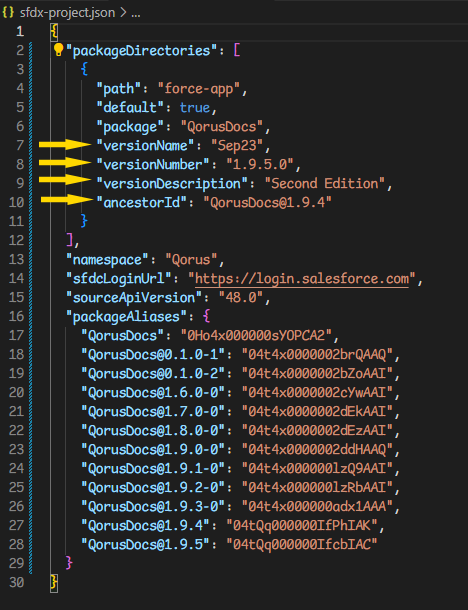 {} sfdx-project.json > ...
1 {
2 "packageDirectories": [
3 {
4 "path": "force-app",
5 "default": true,
6 "package": "QorusDocs",
7 "versionName": "Sep23",
8 "versionNumber": "1.9.5.0",
9 "versionDescription": "Second Edition",
10 "ancestorId": "QorusDocs@1.9.4"
11 }
12 ],
13 "namespace": "Qorus",
14 "sfdcLoginUrl": "https://login.salesforce.com",
15 "sourceApiVersion": "48.0",
16 "packageAliases": {
17 "QorusDocs": "0Ho4x000000sYOPCA2",
18 "QorusDocs@0.1.0-1": "04t4x0000002brQAAQ",
19 "QorusDocs@0.1.0-2": "04t4x0000002bZoAAI",
20 "QorusDocs@1.6.0-0": "04t4x0000002cYwAAI",
21 "QorusDocs@1.7.0-0": "04t4x0000002dEkAAI",
22 "QorusDocs@1.8.0-0": "04t4x0000002dEzAAI",
23 "QorusDocs@1.9.0-0": "04t4x0000002ddHAAQ",
24 "QorusDocs@1.9.1-0": "04t4x000000lzQ9AAI",
25 "QorusDocs@1.9.2-0": "04t4x000000lzRbAAI",
26 "QorusDocs@1.9.3-0": "04t4x000000adx1AAA",
27 "QorusDocs@1.9.4": "04tQq000000IfPhIAK",
28 "QorusDocs@1.9.5": "04tQq000000IfcbIAC"
29 }
30 }